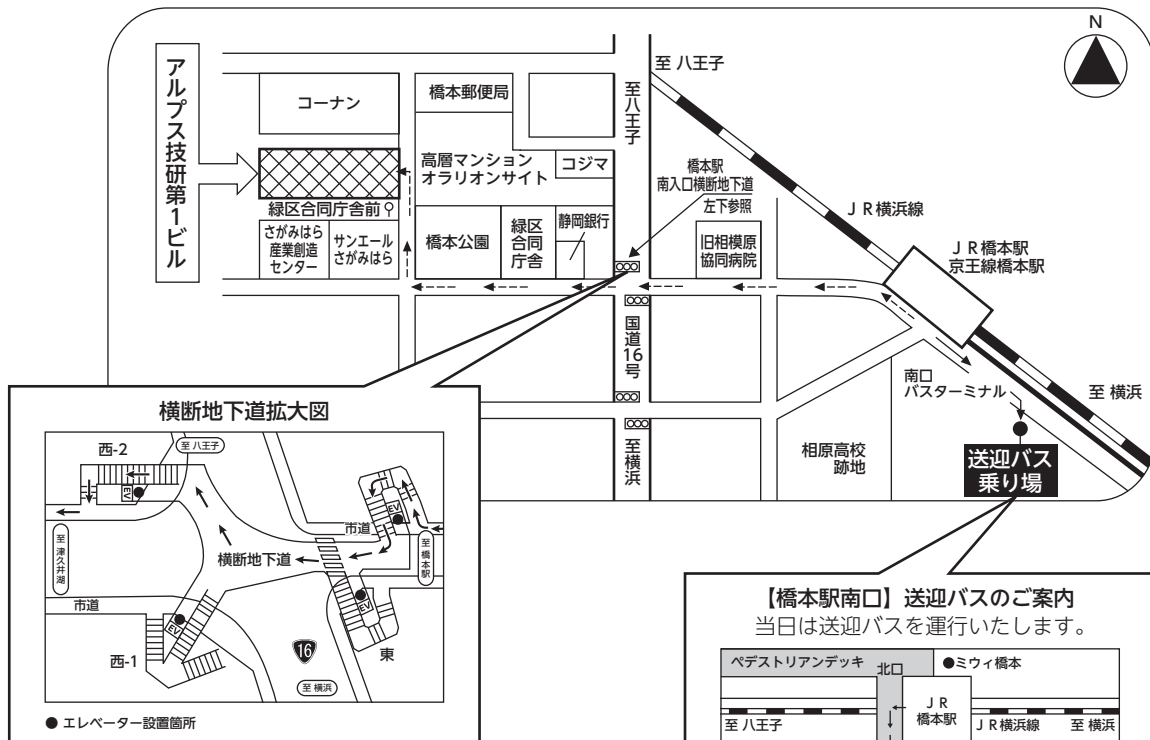 N
至 八王子
アルプス技研第1ビル
コーナン
橋本郵便局
至八王子
高層マンション
オラリオンサイト
コジマ
橋本駅
南入口横断地下道
左下参照
JR横浜線
緑区合同庁舎前
さがみはら
産業創造
センター
サンエール
さがみはら
橋本公園
緑区
合同
庁舎
静岡銀行
旧相模原
協同病院
JR橋本駅
京王線橋本駅
国道16号
至横浜
南口
バスターミナル
至 横浜
相原高校
跡地
送迎バス
乗り場
横断地下道拡大図
西-2
至 八王子
EV
EV
市道
至 津久井湖
横断地下道
至 橋本駅
市道
EV
EV
西-1
16
東
至 横浜
● エレベーター設置箇所
【橋本駅南口】送迎バスのご案内
当日は送迎バスを運行いたします。
ペデストリアンデッキ
北口
●ミウィ橋本
JR
橋本駅
至 八王子
JR横浜線
至 横浜